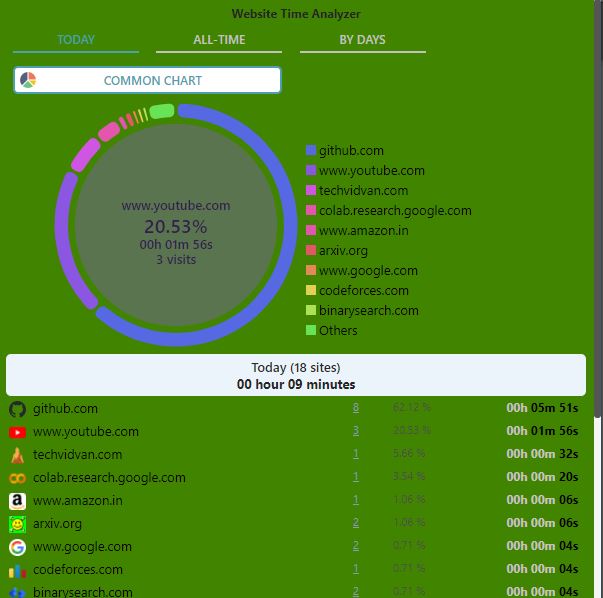 Website Time Analyzer
TODAY ALL-TIME BY DAYS
COMMON CHART
www.youtube.com
20.53%
00h 01m 56s
3 visits
github.com
www.youtube.com
techvidvan.com
colab.research.google.com
www.amazon.in
arxiv.org
www.google.com
codeforces.com
binarysearch.com
Others
Today (18 sites)
00 hour 09 minutes
github.com 8 62.12 % 00h 05m 51s
www.youtube.com 3 20.53 % 00h 01m 56s
techvidvan.com 1 5.66 % 00h 00m 32s
colab.research.google.com 1 3.54 % 00h 00m 20s
www.amazon.in 1 1.06 % 00h 00m 06s
arxiv.org 2 1.06 % 00h 00m 06s
www.google.com 2 0.71 % 00h 00m 04s
codeforces.com 1 0.71 % 00h 00m 04s
binarysearch.com 2 0.71 % 00h 00m 04s